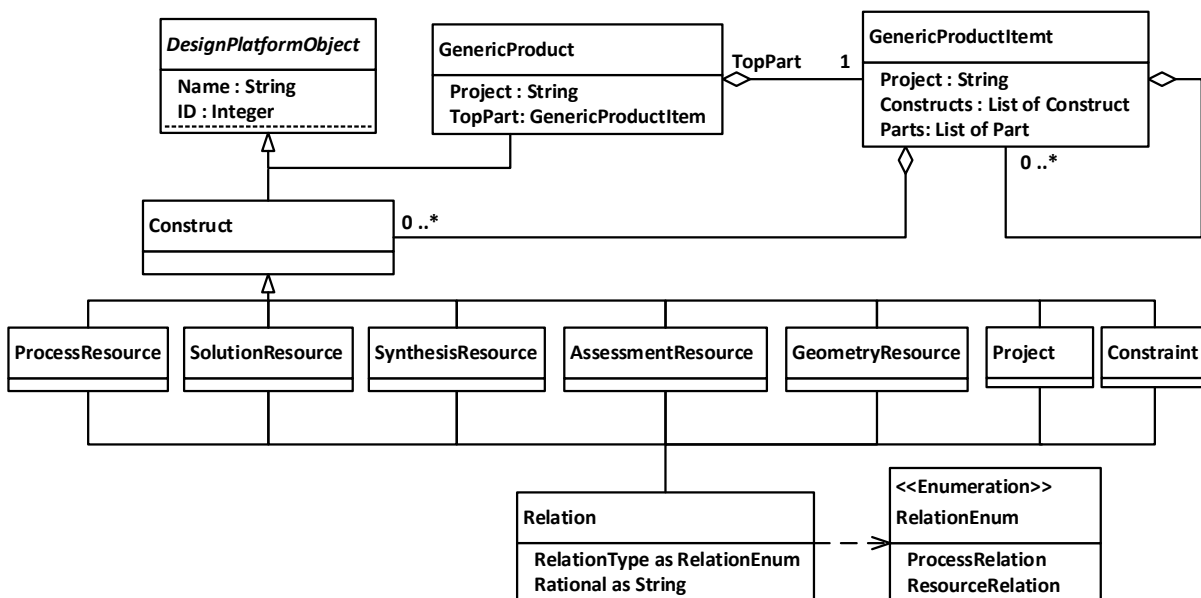 DesignPlatformObject
Name : String
ID : Integer
GenericProduct
Project : String
TopPart: GenericProductItem
TopPart
1
GenericProductItemt
Project : String
Constructs : List of Construct
Parts: List of Part
0 ..*
Construct
0 ..*
ProcessResource
SolutionResource
SynthesisResource
AssessmentResource
GeometryResource
Project
Constraint
Relation
RelationType as RelationEnum
Rational as String
<<Enumeration>>
RelationEnum
ProcessRelation
ResourceRelation